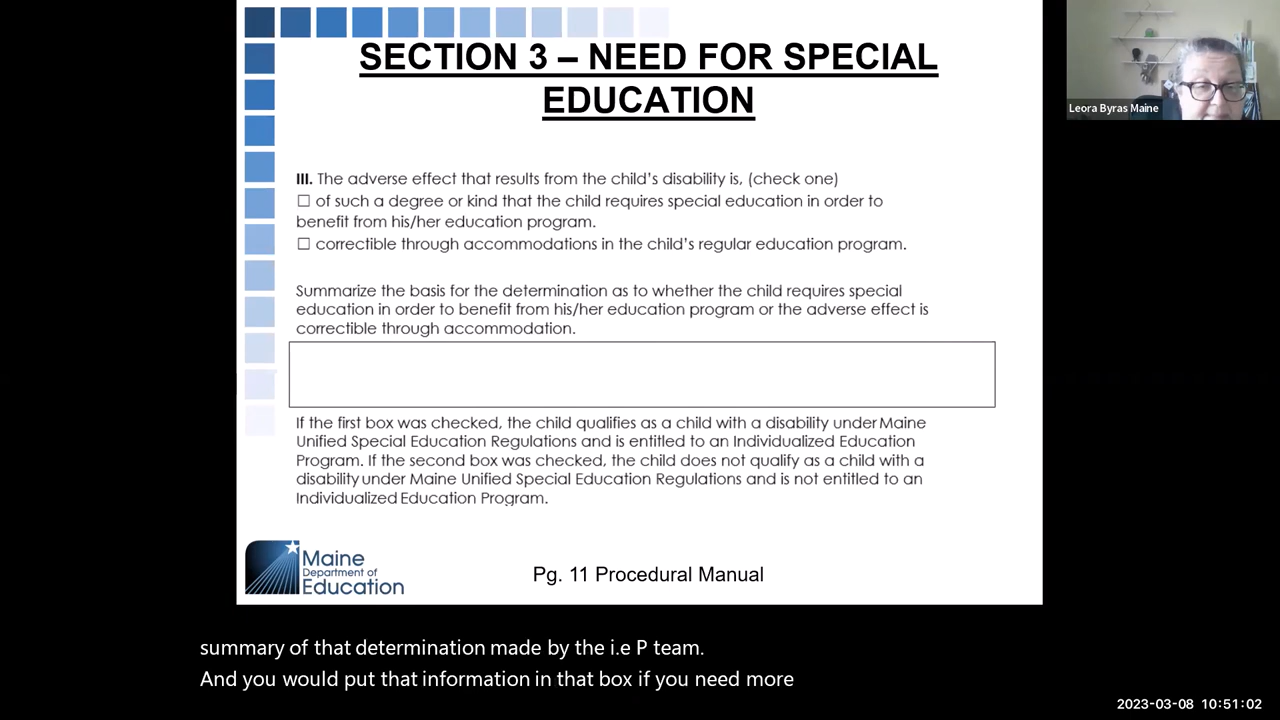 SECTION 3 – NEED FOR SPECIAL
EDUCATION
Leora Byras Maine
III. The adverse effect that results from the child's disability is, (check one)
☐ of such a degree or kind that the child requires special education in order to
benefit from his/her education program.
☐ correctible through accommodations in the child's regular education program.
Summarize the basis for the determination as to whether the child requires special
education in order to benefit from his/her education program or the adverse effect is
correctible through accommodation.
If the first box was checked, the child qualifies as a child with a disability under Maine
Unified Special Education Regulations and is entitled to an Individualized Education
Program. If the second box was checked, the child does not qualify as a child with a
disability under Maine Unified Special Education Regulations and is not entitled to an
Individualized Education Program.
Maine
Department of
Education
Pg. 11 Procedural Manual
summary of that determination made by the i.e P team.
And you would put that information in that box if you need more
2023-03-08 10:51:02